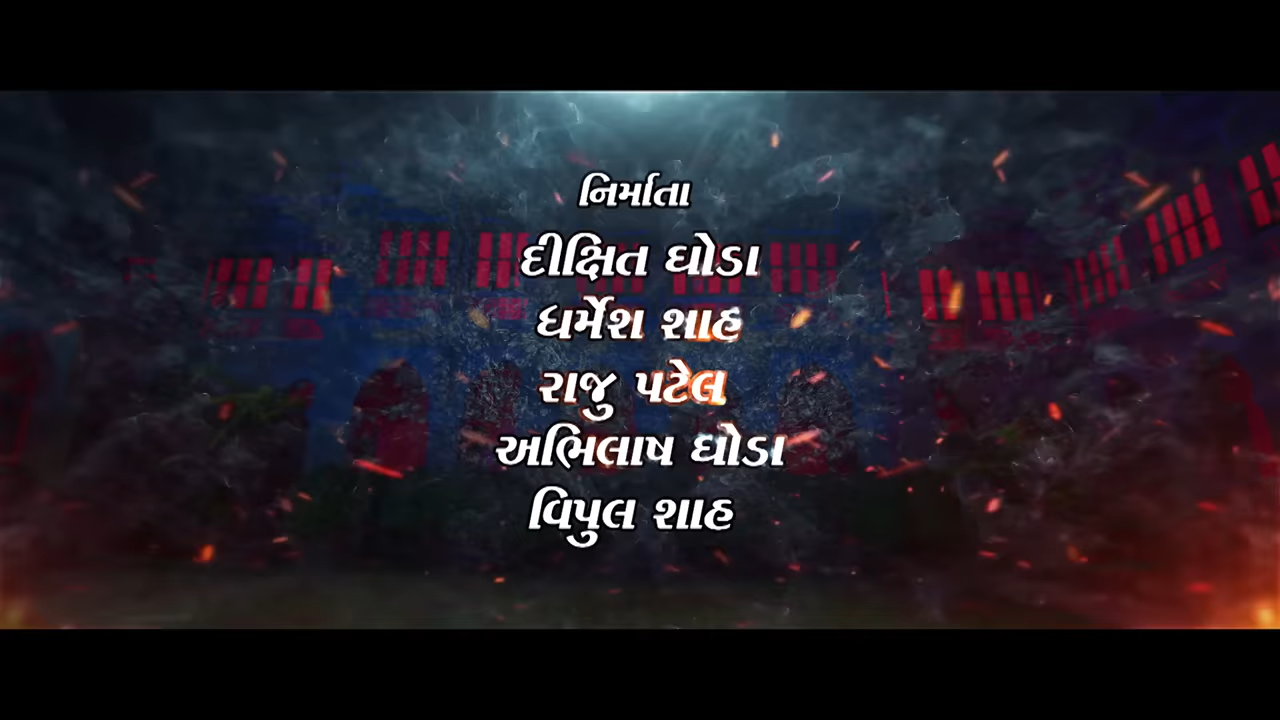 નિર્માતા
દીક્ષિત ઘોડા
ધર્મેશ શાહ
રાજુ પટેલ
અભિલાષ ઘોડા
વિપુલ શાહ